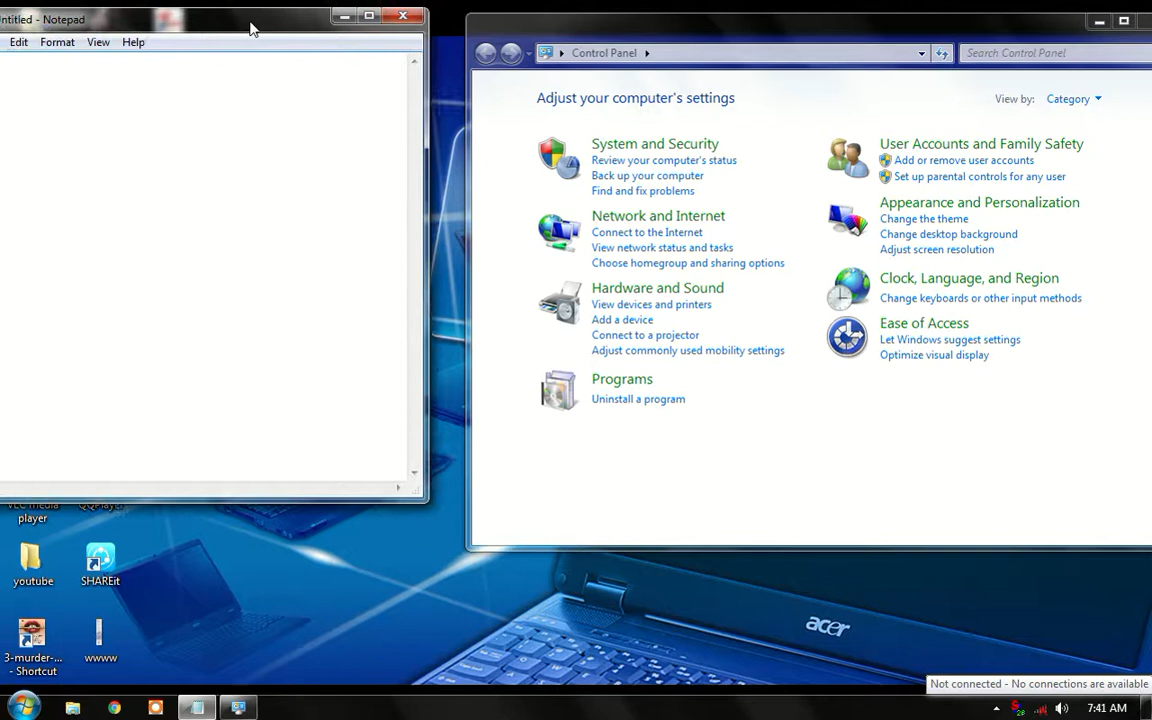 ntitled - Notepad
Edit Format View Help
Control Panel
Search Control Panel
Adjust your computer's settings
View by: Category
System and Security
Review your computer's status
Back up your computer
Find and fix problems
Network and Internet
Connect to the Internet
View network status and tasks
Choose homegroup and sharing options
Hardware and Sound
View devices and printers
Add a device
Connect to a projector
Adjust commonly used mobility settings
Programs
Uninstall a program
User Accounts and Family Safety
Add or remove user accounts
Set up parental controls for any user
Appearance and Personalization
Change the theme
Change desktop background
Adjust screen resolution
Clock, Language, and Region
Change keyboards or other input methods
Ease of Access
Let Windows suggest settings
Optimize visual display
VLC media
player
QQPlayer
youtube
SHAREit
3-murder-...
- Shortcut
wwww
acer
Not connected - No connections are available
7:41 AM